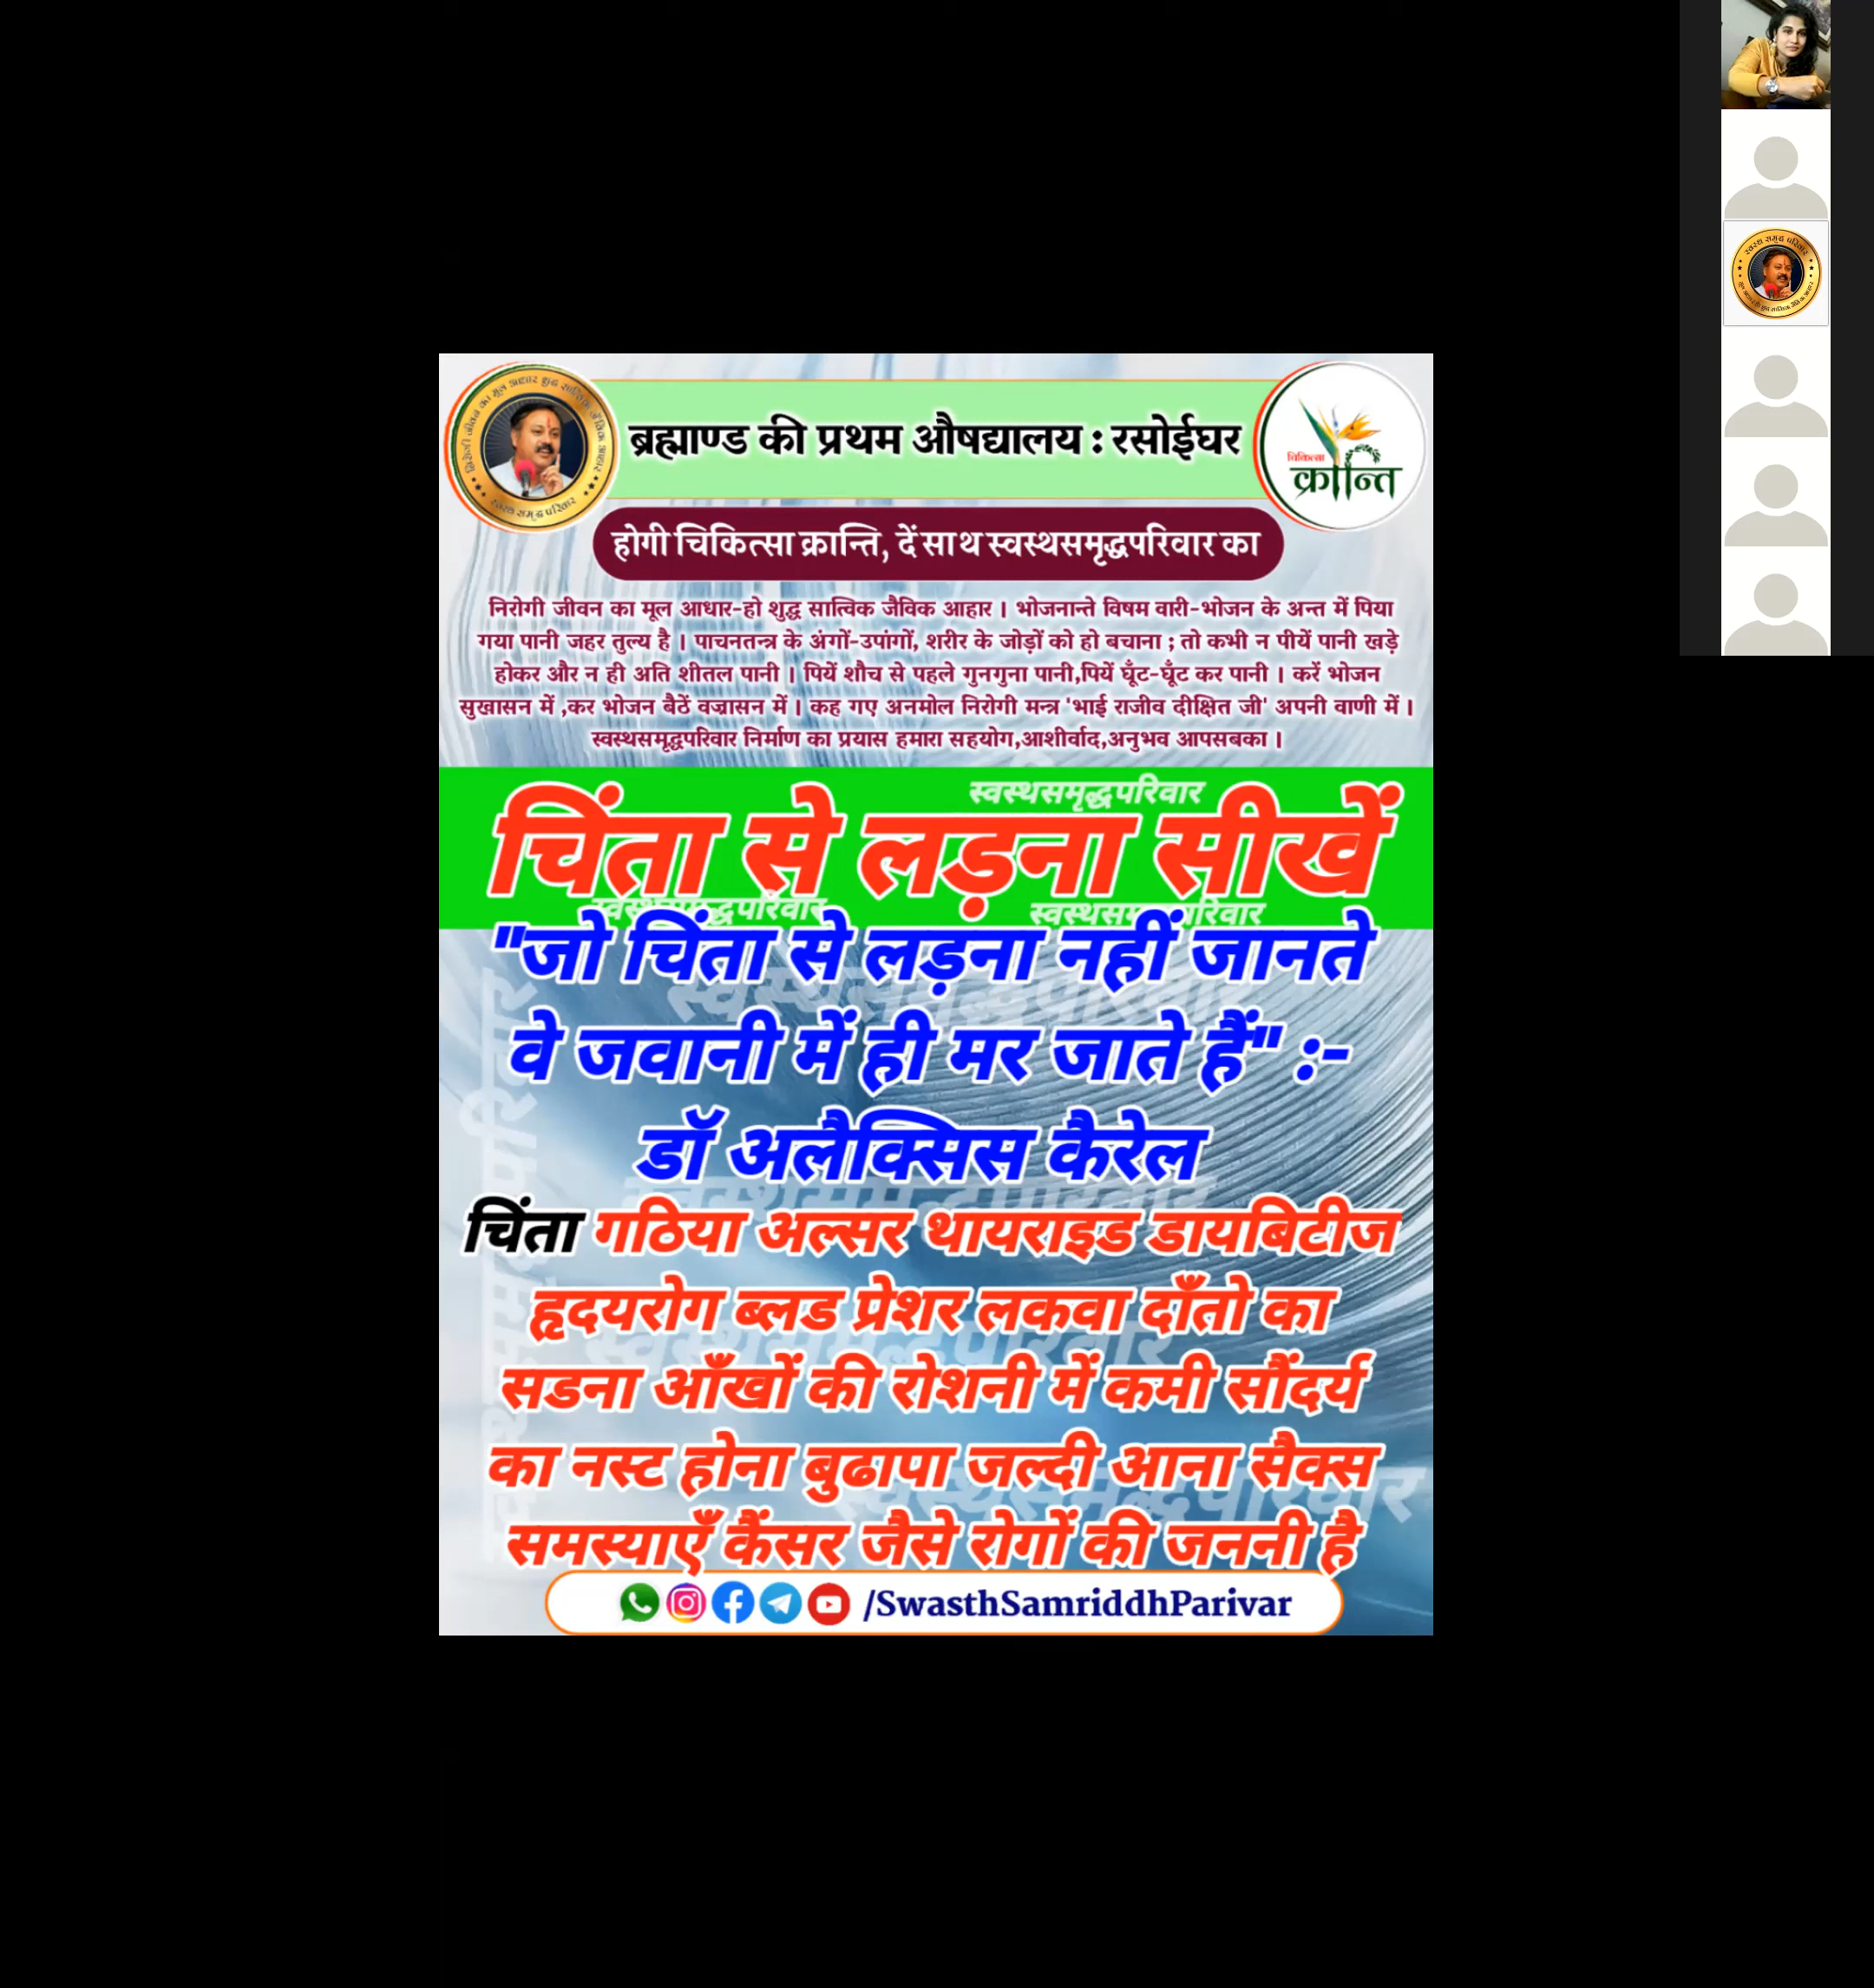 ब्रह्माण्ड की प्रथम औषद्यालय : रसोईघर
चिकित्सा
क्रान्ति
होगी चिकित्सा क्रान्ति, दें साथ स्वस्थसमृद्धपरिवार का
निरोगी जीवन का मूल आधार-हो शुद्ध सात्विक जैविक आहार । भोजनान्ते विषम वारी-भोजन के अन्त में पिया
गया पानी जहर तुल्य है । पाचनतन्त्र के अंगों-उपांगों, शरीर के जोड़ों को हो बचाना ; तो कभी न पीयें पानी खड़े
होकर और न ही अति शीतल पानी । पियें शौच से पहले गुनगुना पानी,पियें घूँट-घूँट कर पानी । करें भोजन
सुखासन में ,कर भोजन बैठें वज्रासन में । कह गए अनमोल निरोगी मन्त्र 'भाई राजीव दीक्षित जी' अपनी वाणी में ।
स्वस्थसमृद्धपरिवार निर्माण का प्रयास हमारा सहयोग,आशीर्वाद,अनुभव आपसबका ।
स्वस्थसमृद्धपरिवार
चिंता से लड़ना सीखें
"जो चिंता से लड़ना नहीं जानते
वे जवानी में ही मर जाते हैं" :-
डॉ अलैक्सिस कैरेल
चिंता गठिया अल्सर थायराइड डायबिटीज
हृदयरोग ब्लड प्रेशर लकवा दाँतो का
सडना आँखों की रोशनी में कमी सौंदर्य
का नस्ट होना बुढापा जल्दी आना सैक्स
समस्याएँ कैंसर जैसे रोगों की जननी है
/SwasthSamriddhParivar